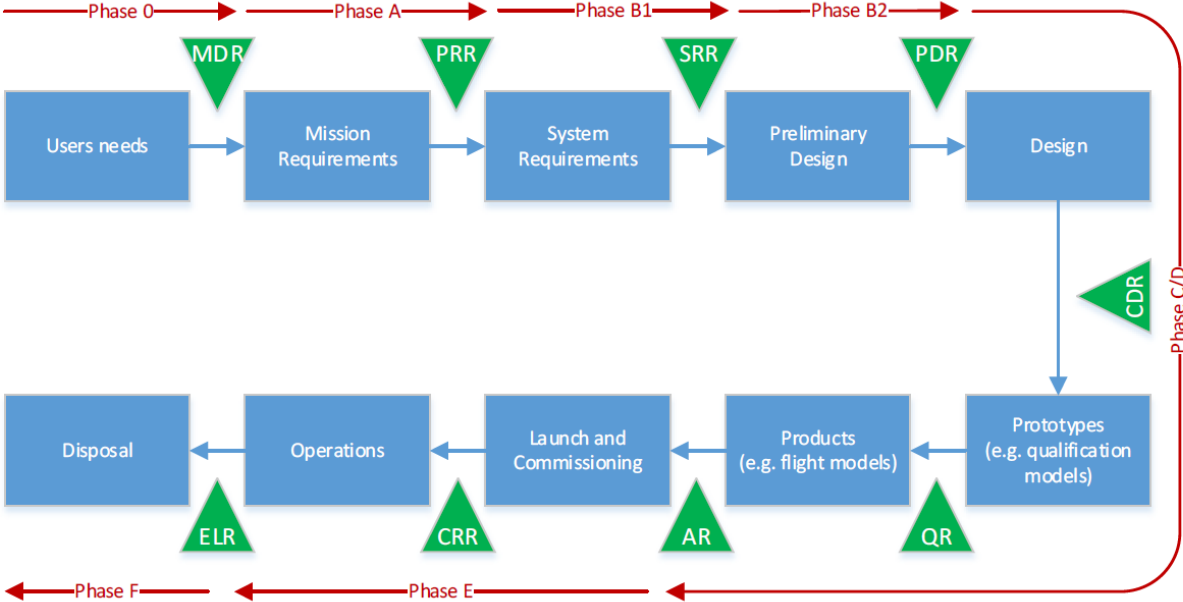 Phase 0
Phase A
Phase B1
Phase B2
MDR
PRR
SRR
PDR
Users needs
Mission
Requirements
System
Requirements
Preliminary
Design
Design
CDR
Phase C/D
Disposal
Operations
Launch and
Commissioning
Products
(e.g. flight models)
Prototypes
(e.g. qualification
models)
ELR
CRR
AR
QR
Phase F
Phase E